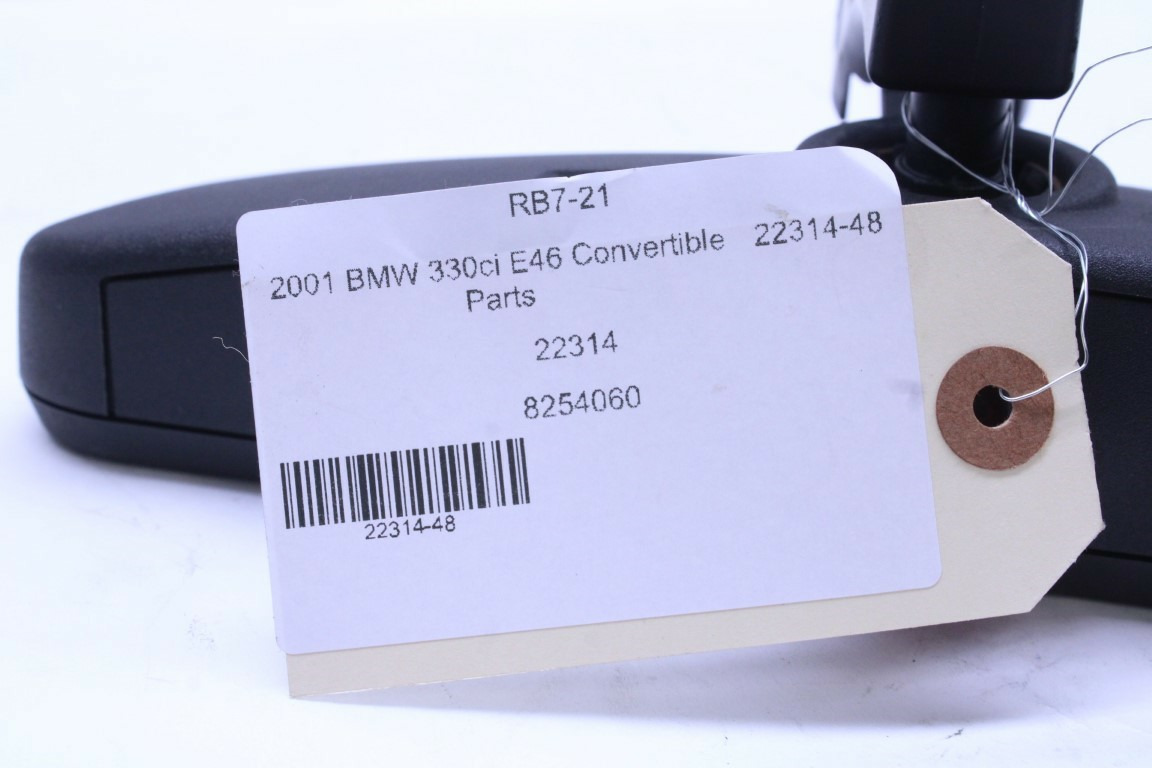 RB7-21
2001 BMW 330ci E46 Convertible 22314-48
Parts
22314
8254060
22314-48